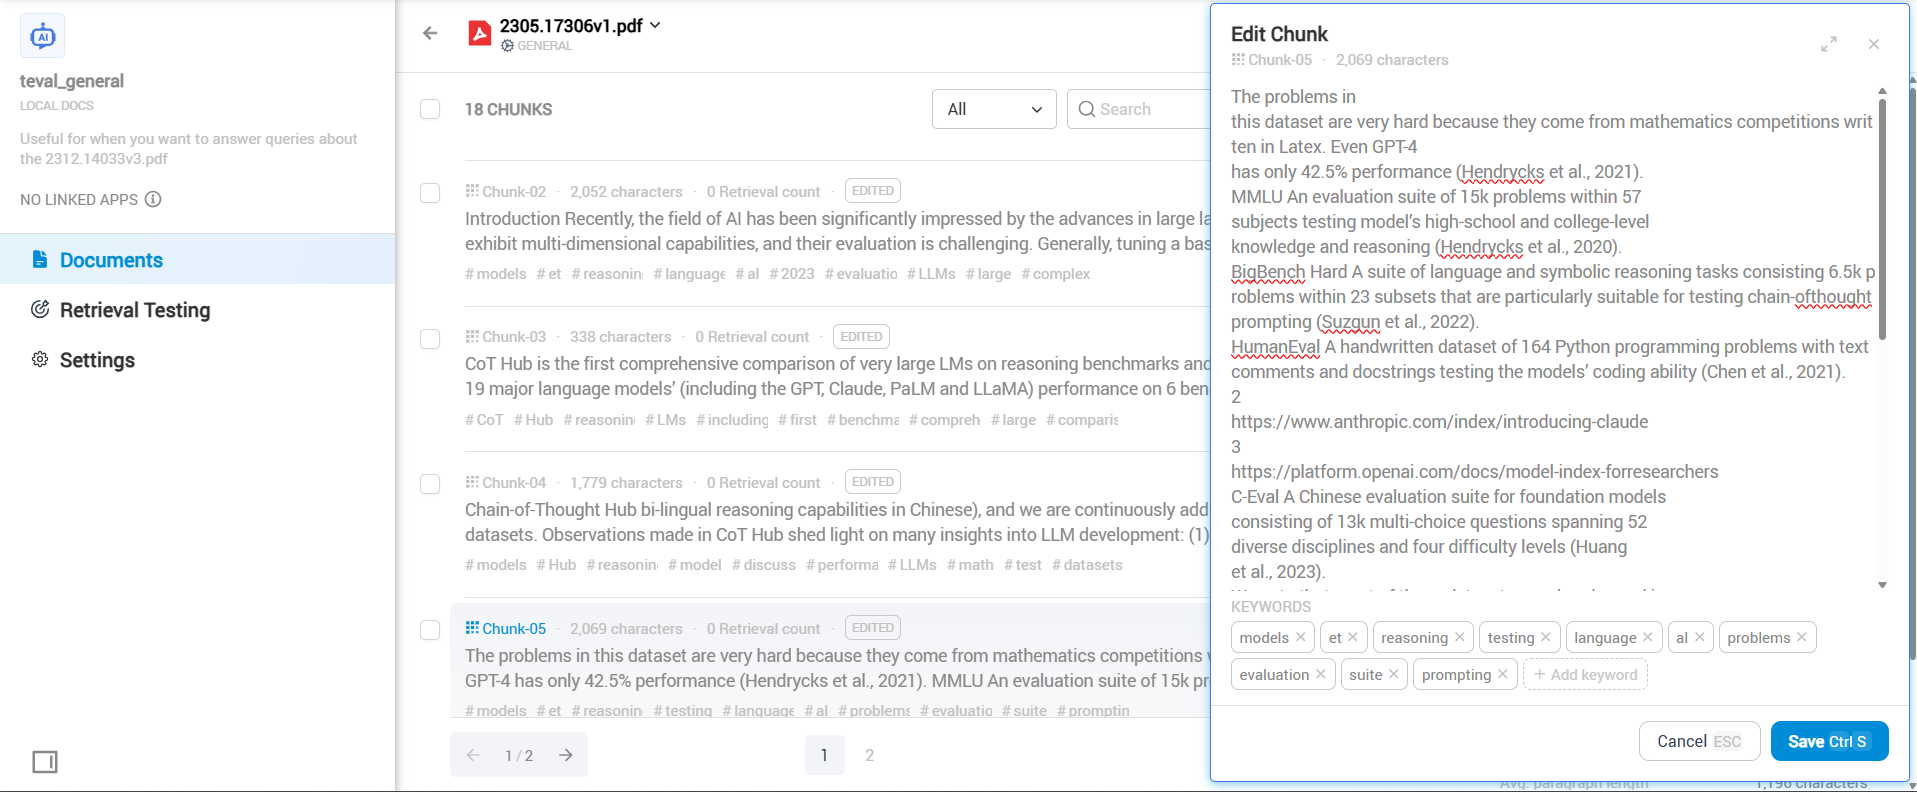 AI
teval_general
LOCAL DOCS
Useful for when you want to answer queries about
the 2312.14033v3.pdf
NO LINKED APPS
Documents
Retrieval Testing
Settings
2305.17306v1.pdf
GENERAL
18 CHUNKS
All
Search
Chunk-02 · 2,052 characters · 0 Retrieval count · EDITED
Introduction Recently, the field of AI has been significantly impressed by the advances in large la
exhibit multi-dimensional capabilities, and their evaluation is challenging. Generally, tuning a bas
# models # et # reasonin # language # al # 2023 # evaluatio # LLMs # large # complex
Chunk-03 · 338 characters · 0 Retrieval count · EDITED
CoT Hub is the first comprehensive comparison of very large LMs on reasoning benchmarks and
19 major language models’ (including the GPT, Claude, PaLM and LLaMA) performance on 6 ben
# CoT # Hub # reasonin # LMs # including # first # benchma # compreh # large # comparis
Chunk-04 · 1,779 characters · 0 Retrieval count · EDITED
Chain-of-Thought Hub bi-lingual reasoning capabilities in Chinese), and we are continuously add
datasets. Observations made in CoT Hub shed light on many insights into LLM development: (1)
# models # Hub # reasonin # model # discuss # performa # LLMs # math # test # datasets
Chunk-05 · 2,069 characters · 0 Retrieval count · EDITED
The problems in this dataset are very hard because they come from mathematics competitions w
GPT-4 has only 42.5% performance (Hendrycks et al., 2021). MMLU An evaluation suite of 15k pr
# models # et # reasonin # testing # language # al # problems # evaluatio # suite # promptin
1 / 2
1 2
Edit Chunk
Chunk-05 · 2,069 characters
The problems in
this dataset are very hard because they come from mathematics competitions writ
ten in Latex. Even GPT-4
has only 42.5% performance (Hendrycks et al., 2021).
MMLU An evaluation suite of 15k problems within 57
subjects testing model’s high-school and college-level
knowledge and reasoning (Hendrycks et al., 2020).
BigBench Hard A suite of language and symbolic reasoning tasks consisting 6.5k p
roblems within 23 subsets that are particularly suitable for testing chain-ofthought
prompting (Suzgun et al., 2022).
HumanEval A handwritten dataset of 164 Python programming problems with text
comments and docstrings testing the models’ coding ability (Chen et al., 2021).
2
https://www.anthropic.com/index/introducing-claude
3
https://platform.openai.com/docs/model-index-forresearchers
C-Eval A Chinese evaluation suite for foundation models
consisting of 13k multi-choice questions spanning 52
diverse disciplines and four difficulty levels (Huang
et al., 2023).
KEYWORDS
models × et × reasoning × testing × language × al × problems ×
evaluation × suite × prompting × + Add keyword
Cancel ESC Save Ctrl S
Avg. paragraph length 1,196 characters